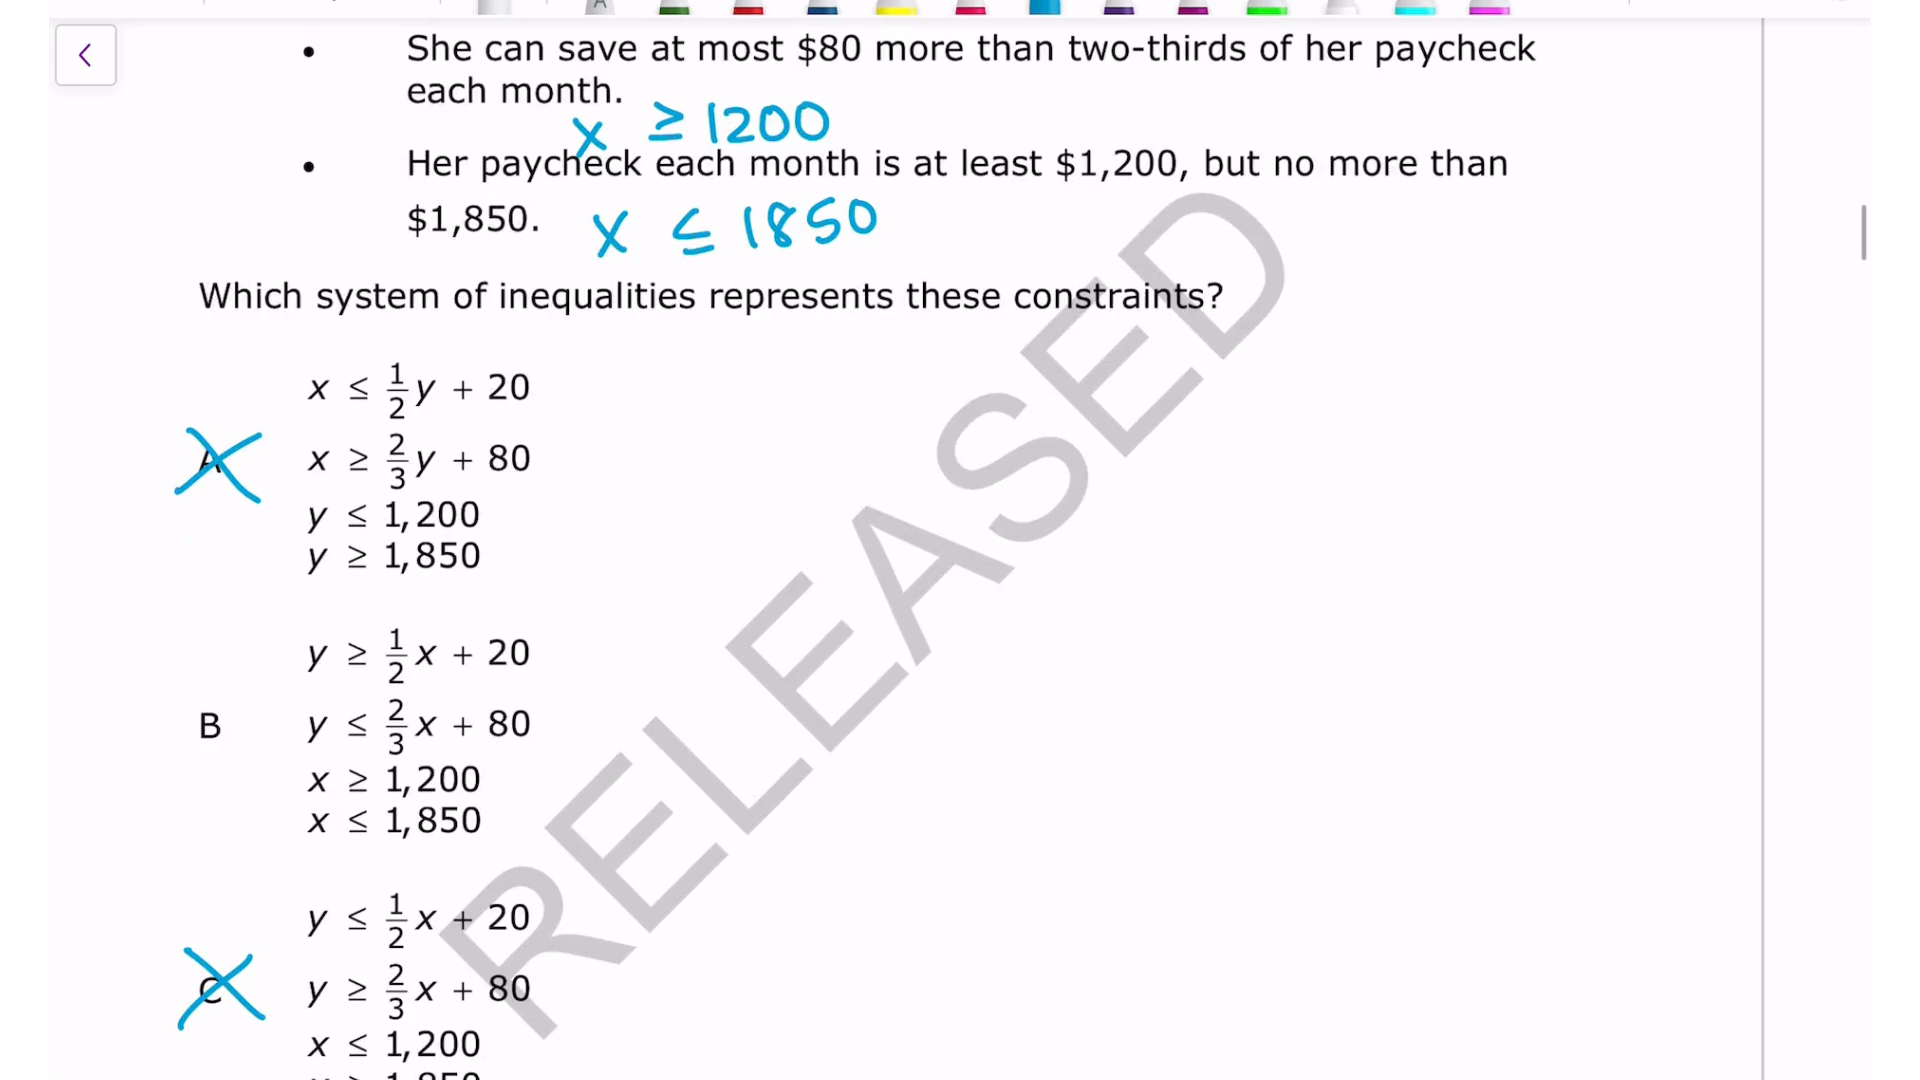 • She can save at most $80 more than two-thirds of her paycheck
each month.
x ≥ 1200
• Her paycheck each month is at least $1,200, but no more than
$1,850. x ≤ 1850
Which system of inequalities represents these constraints?
x ≤ 1/2 y + 20
A x ≥ 2/3 y + 80
y ≤ 1,200
y ≥ 1,850
y ≥ 1/2 x + 20
B y ≤ 2/3 x + 80
x ≥ 1,200
x ≤ 1,850
y ≤ 1/2 x + 20
C y ≥ 2/3 x + 80
x ≤ 1,200
RELEASED